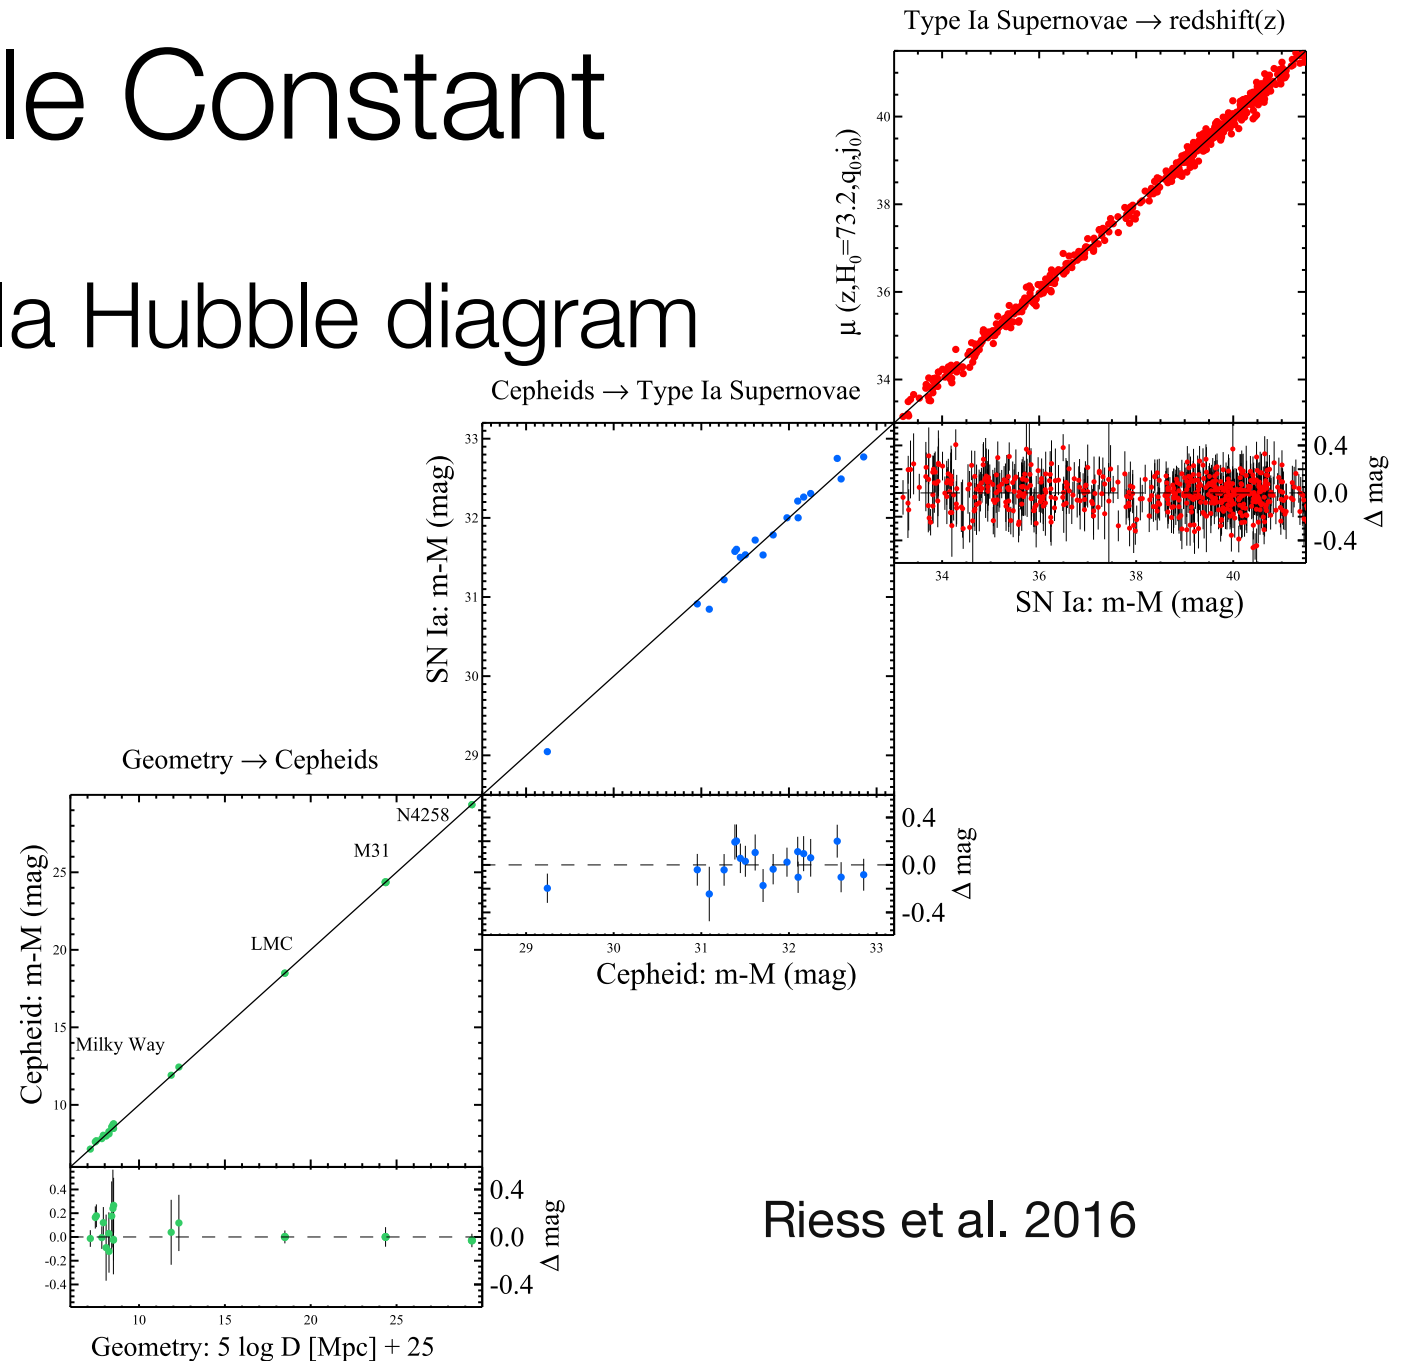 le Constant
Ia Hubble diagram
Type Ia Supernovae → redshift(z)
40
38
36
34
μ (z,H₀=73.2,q₀,j₀)
0.4
0.0
-0.4
Δ mag
34 36 38 40
SN Ia: m-M (mag)
Cepheids → Type Ia Supernovae
33
32
31
30
29
SN Ia: m-M (mag)
0.4
0.0
-0.4
Δ mag
29 30 31 32 33
Cepheid: m-M (mag)
Geometry → Cepheids
N4258
M31
LMC
Milky Way
25
20
15
10
Cepheid: m-M (mag)
0.4
0.2
0.0
-0.2
-0.4
0.4
0.0
-0.4
Δ mag
10 15 20 25
Geometry: 5 log D [Mpc] + 25
Riess et al. 2016